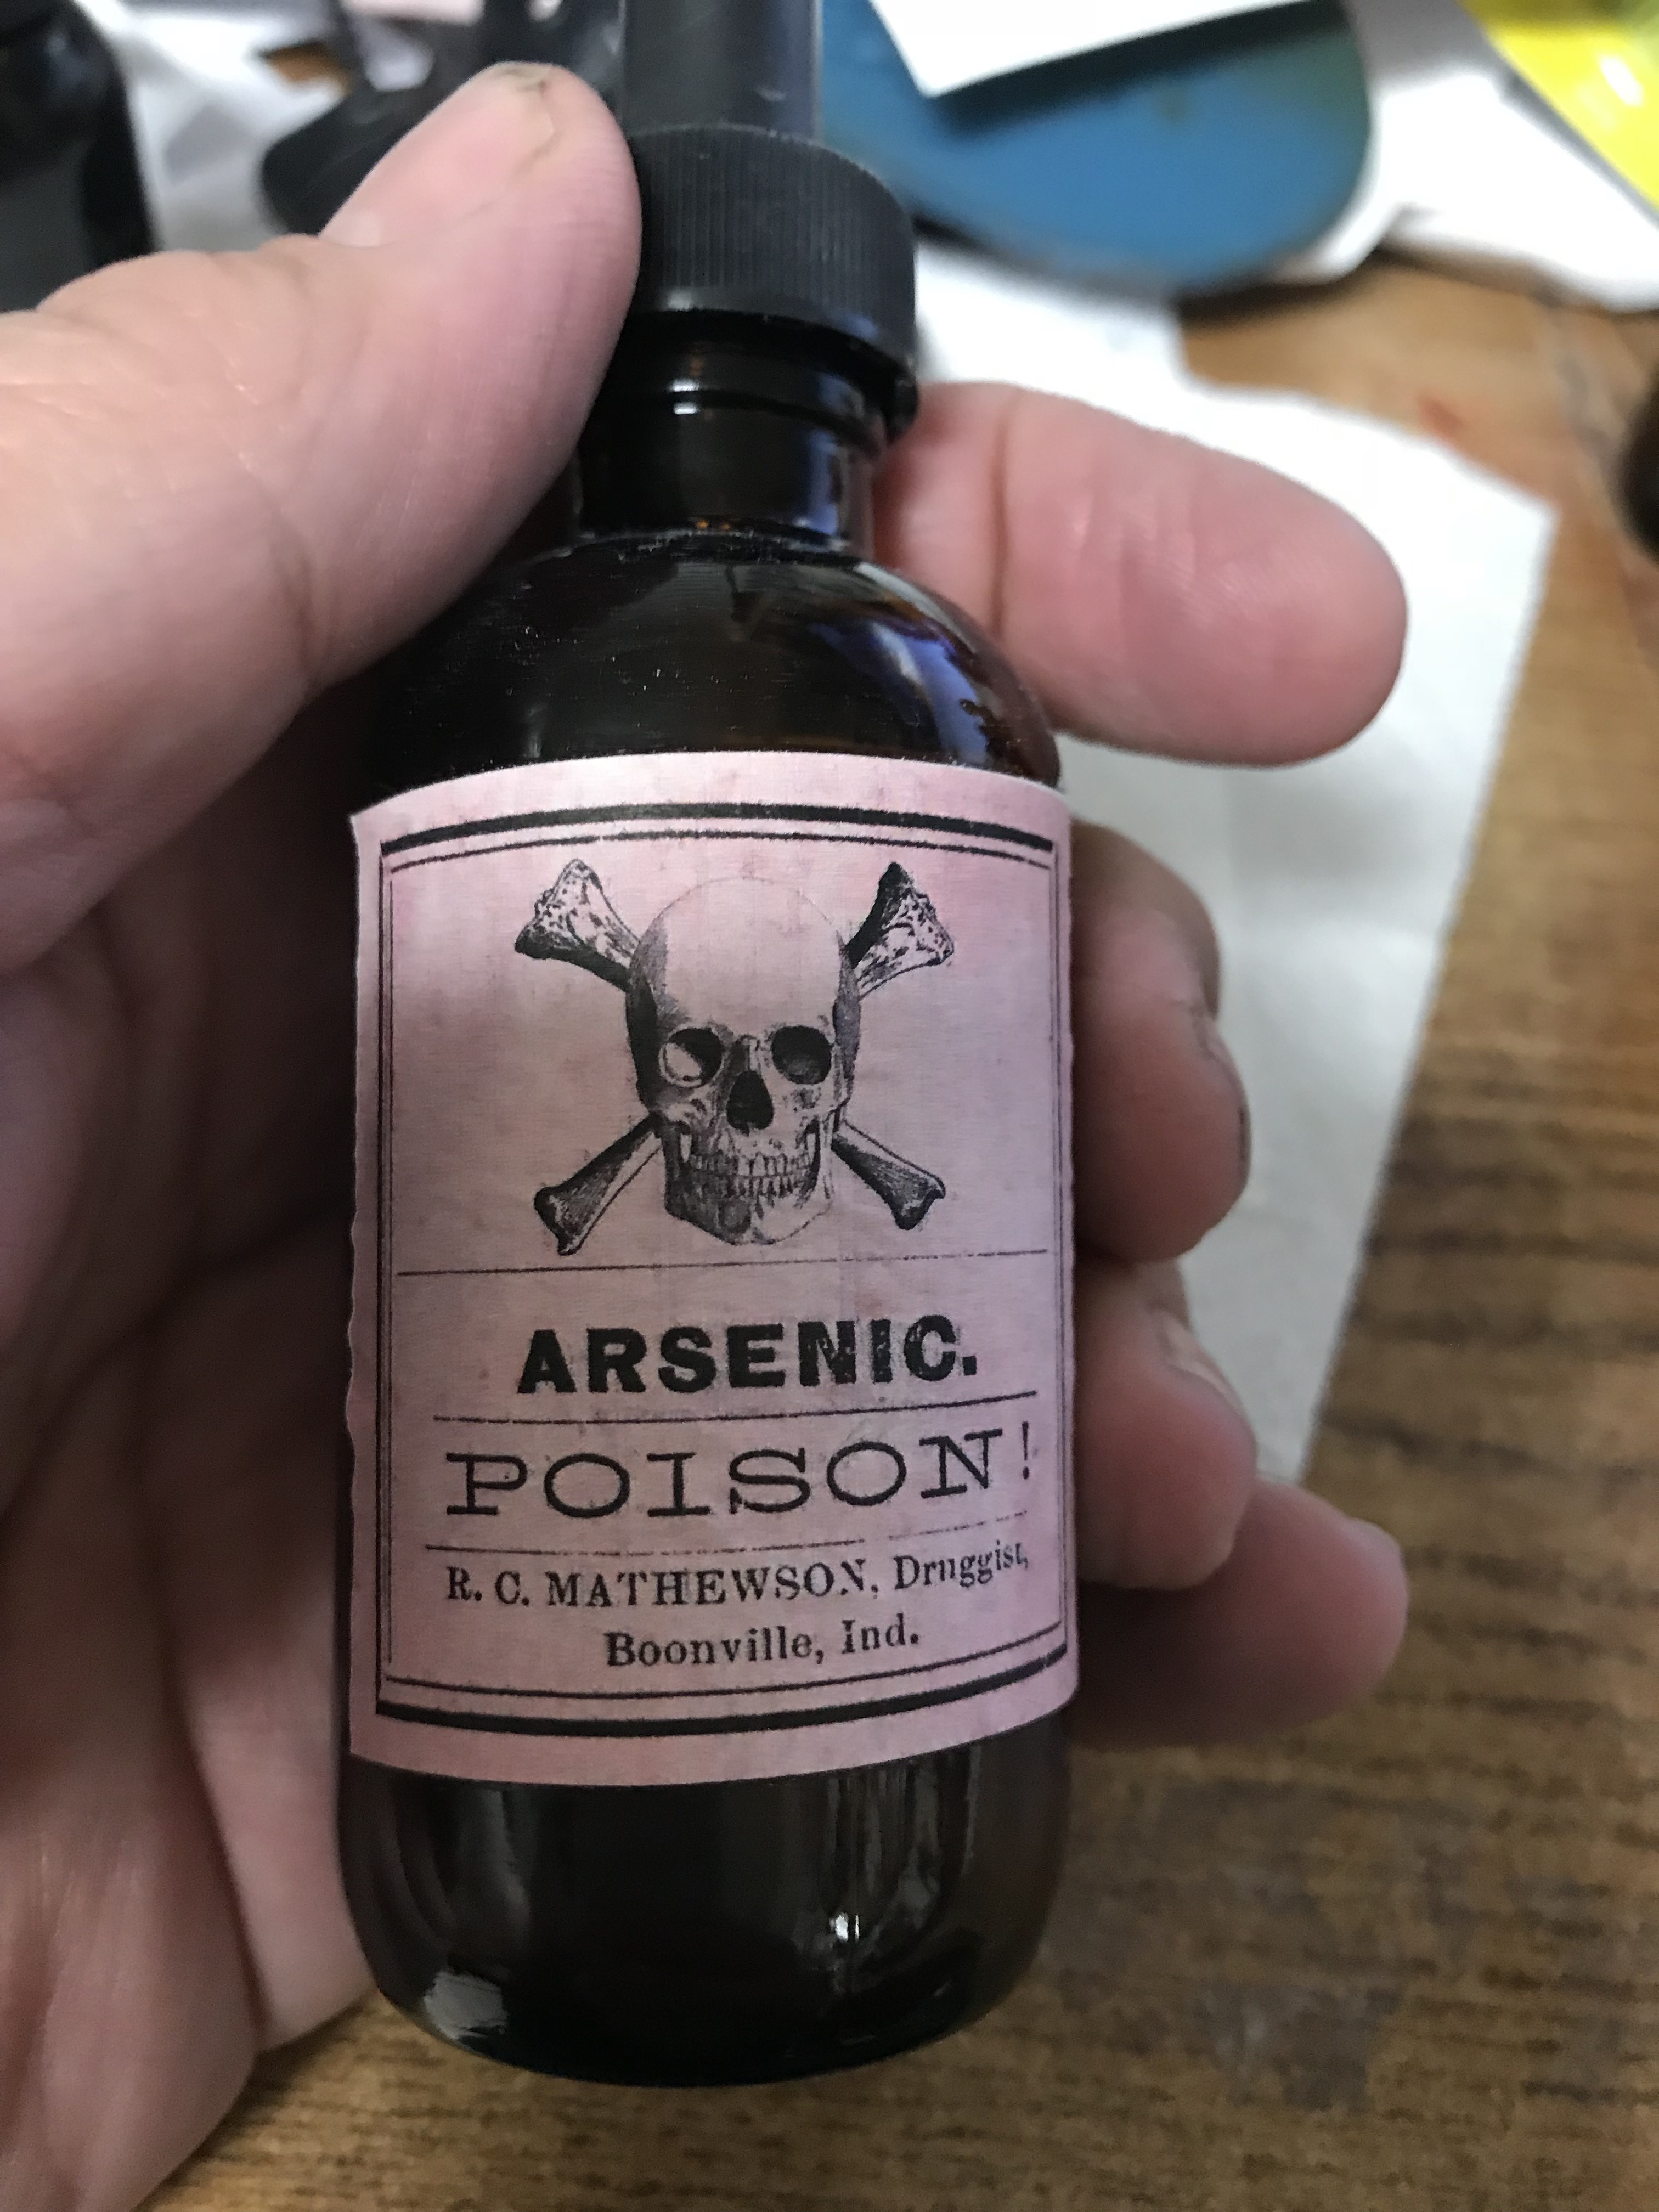 ARSENIC.
POISON!
R. C. MATHEWSON, Druggist,
Boonville, Ind.